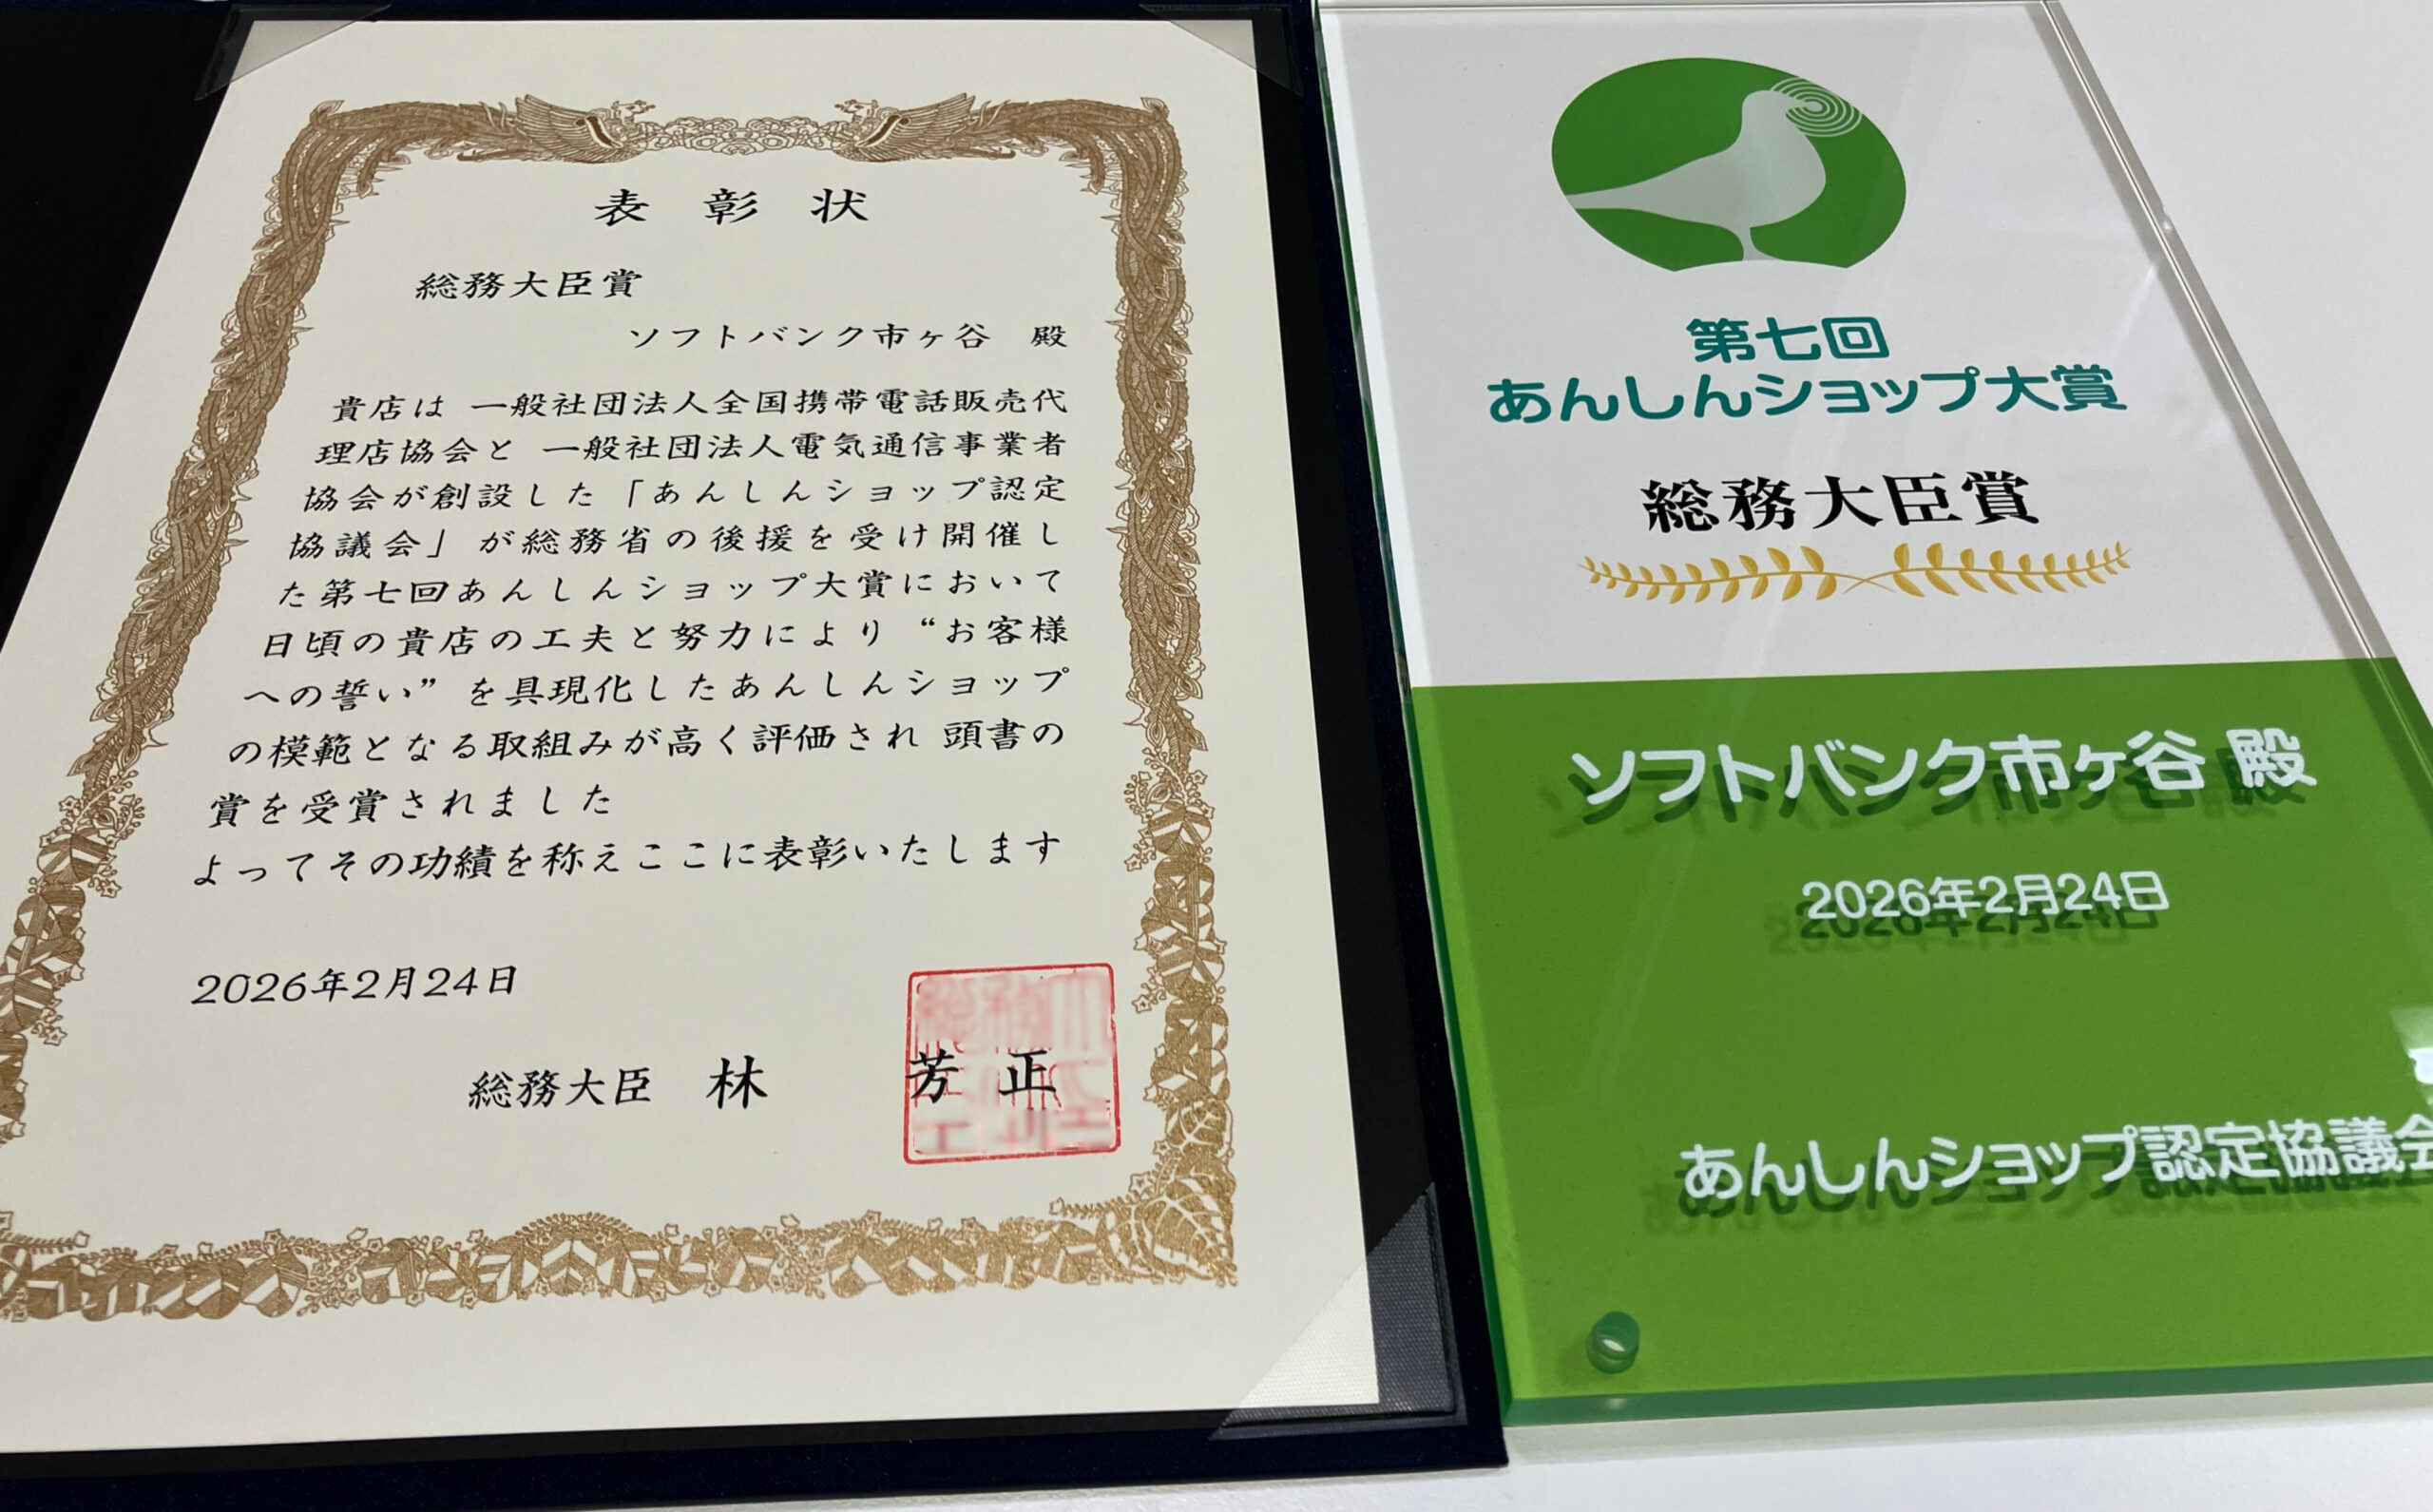 表彰状
総務大臣賞
ソフトバンク市ヶ谷 殿
貴店は 一般社団法人全国携帯電話販売代
理店協会と 一般社団法人電気通信事業者
協会が創設した「あんしんショップ認定
協議会」が総務省の後援を受け開催し
た第七回あんしんショップ大賞において
日頃の貴店の工夫と努力により“お客様
への誓い”を具現化したあんしんショップ
の模範となる取組みが高く評価され 頭書の
賞を受賞されました
よってその功績を称えここに表彰いたします
2026年2月24日
総務大臣 林 芳正
第七回
あんしんショップ大賞
総務大臣賞
ソフトバンク市ヶ谷 殿
2026年2月24日
あんしんショップ認定協議会